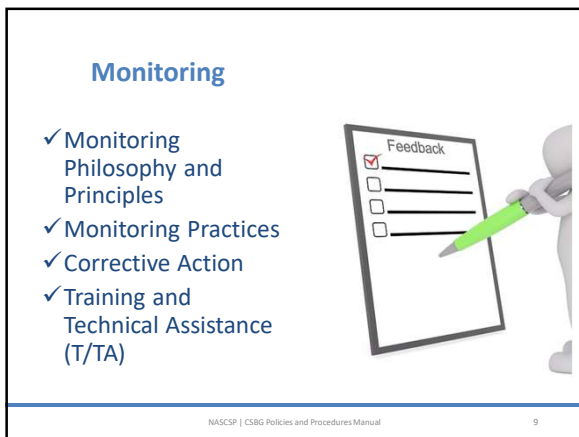 Monitoring
✓Monitoring
Philosophy and
Principles
✓Monitoring Practices
✓Corrective Action
✓Training and
Technical Assistance
(T/TA)
Feedback
NASCSP | CSBG Policies and Procedures Manual
9